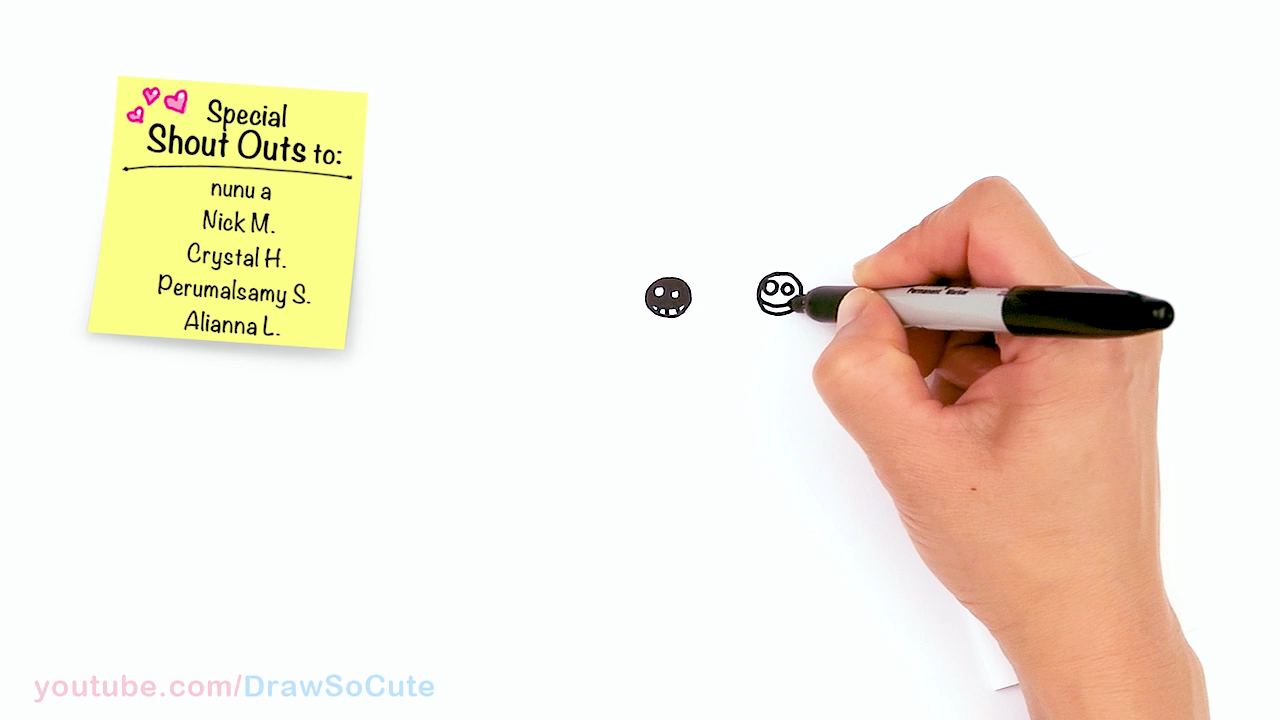 Special
Shout Outs to:
nunu a
Nick M.
Crystal H.
Perumalsamy S.
Alianna L.
Permanent Marker
youtube.com/DrawSoCute